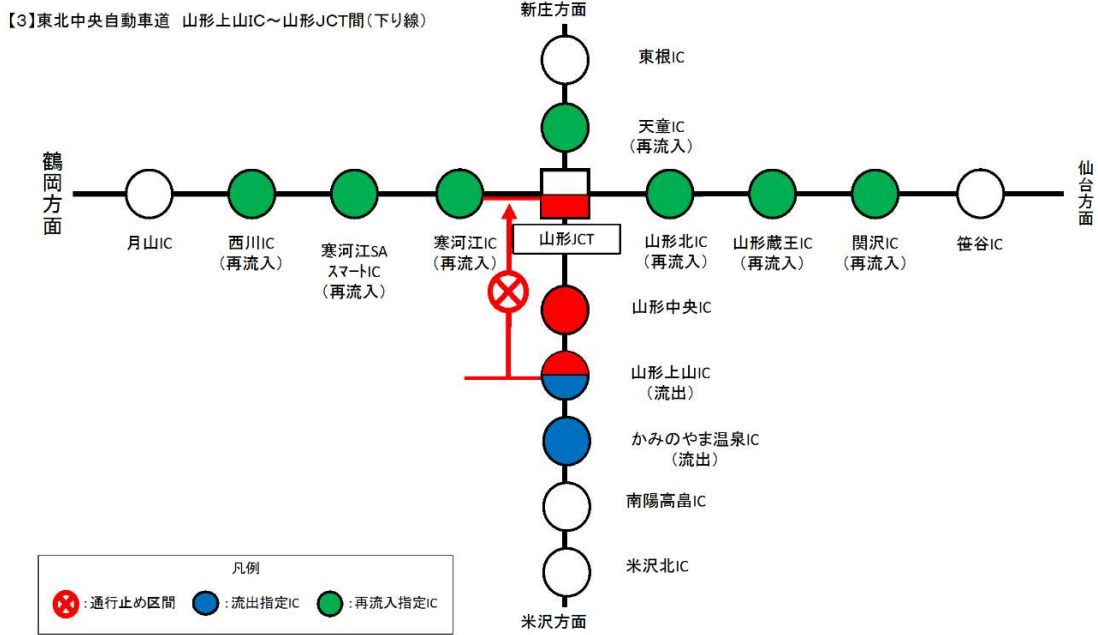 【3】東北中央自動車道 山形上山IC～山形JCT間(下り線)
新庄方面
東根IC
天童IC
(再流入)
鶴岡方面
仙台方面
月山IC
西川IC
(再流入)
寒河江SA
スマートIC
(再流入)
寒河江IC
(再流入)
山形JCT
山形北IC
(再流入)
山形蔵王IC
(再流入)
関沢IC
(再流入)
笹谷IC
山形中央IC
山形上山IC
(流出)
かみのやま温泉IC
(流出)
南陽高畠IC
米沢北IC
米沢方面
凡例
:通行止め区間 :流出指定IC :再流入指定IC